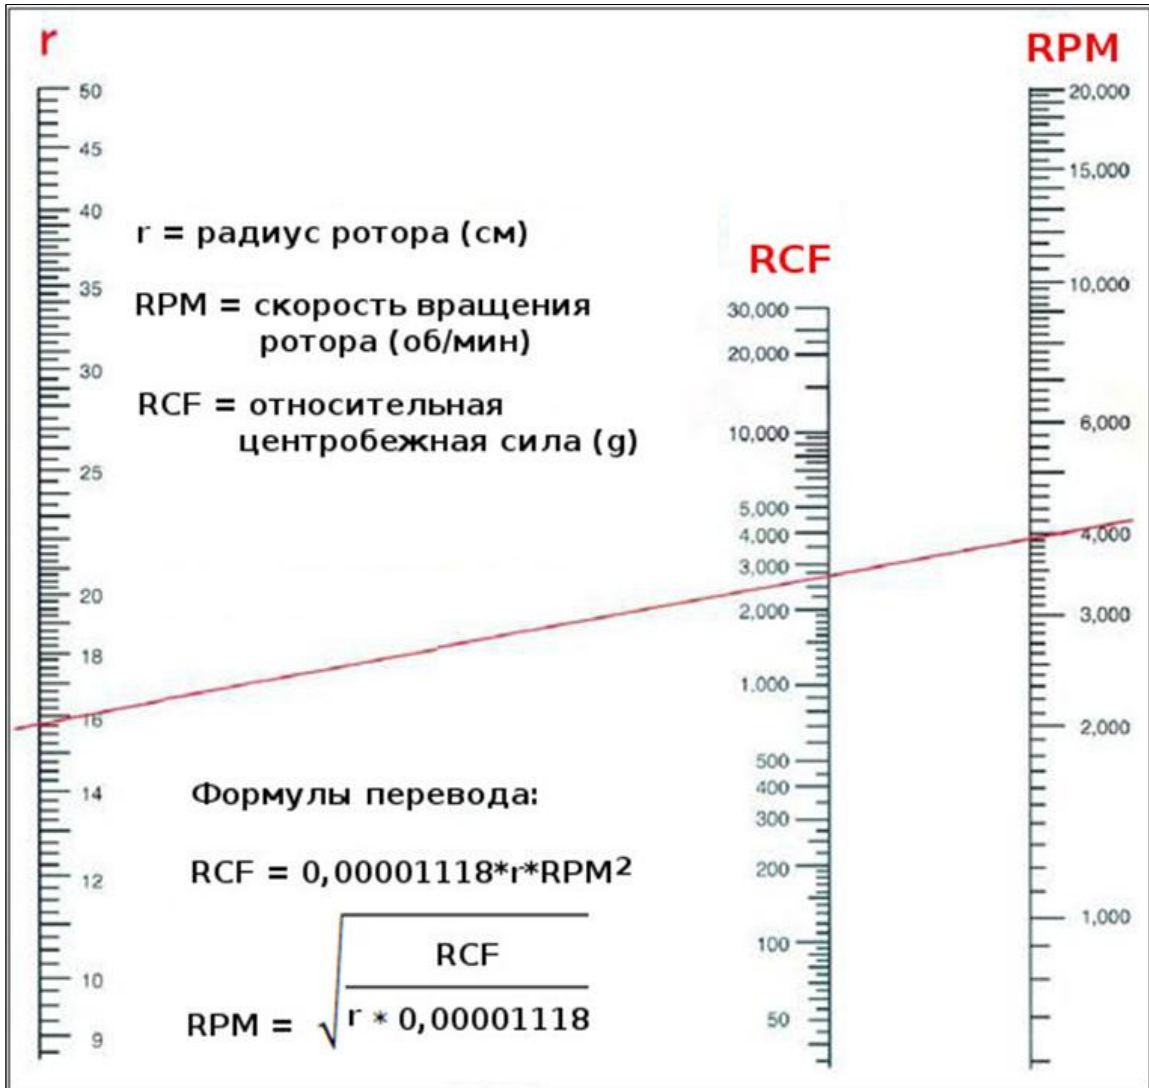 r
RPM
50
45
40
35
30
25
20
18
16
14
12
10
9
r = радиус ротора (см)
RPM = скорость вращения
ротора (об/мин)
RCF = относительная
центробежная сила (g)
RCF
30,000
20,000
10,000
5,000
4,000
3,000
2,000
1.000
500
400
300
200
100
50
20,000
15,000
10,000
6,000
4,000
3,000
2,000
1,000
Формулы перевода:
RCF = 0,00001118*r*RPM²
RPM = √
RCF
r * 0,00001118